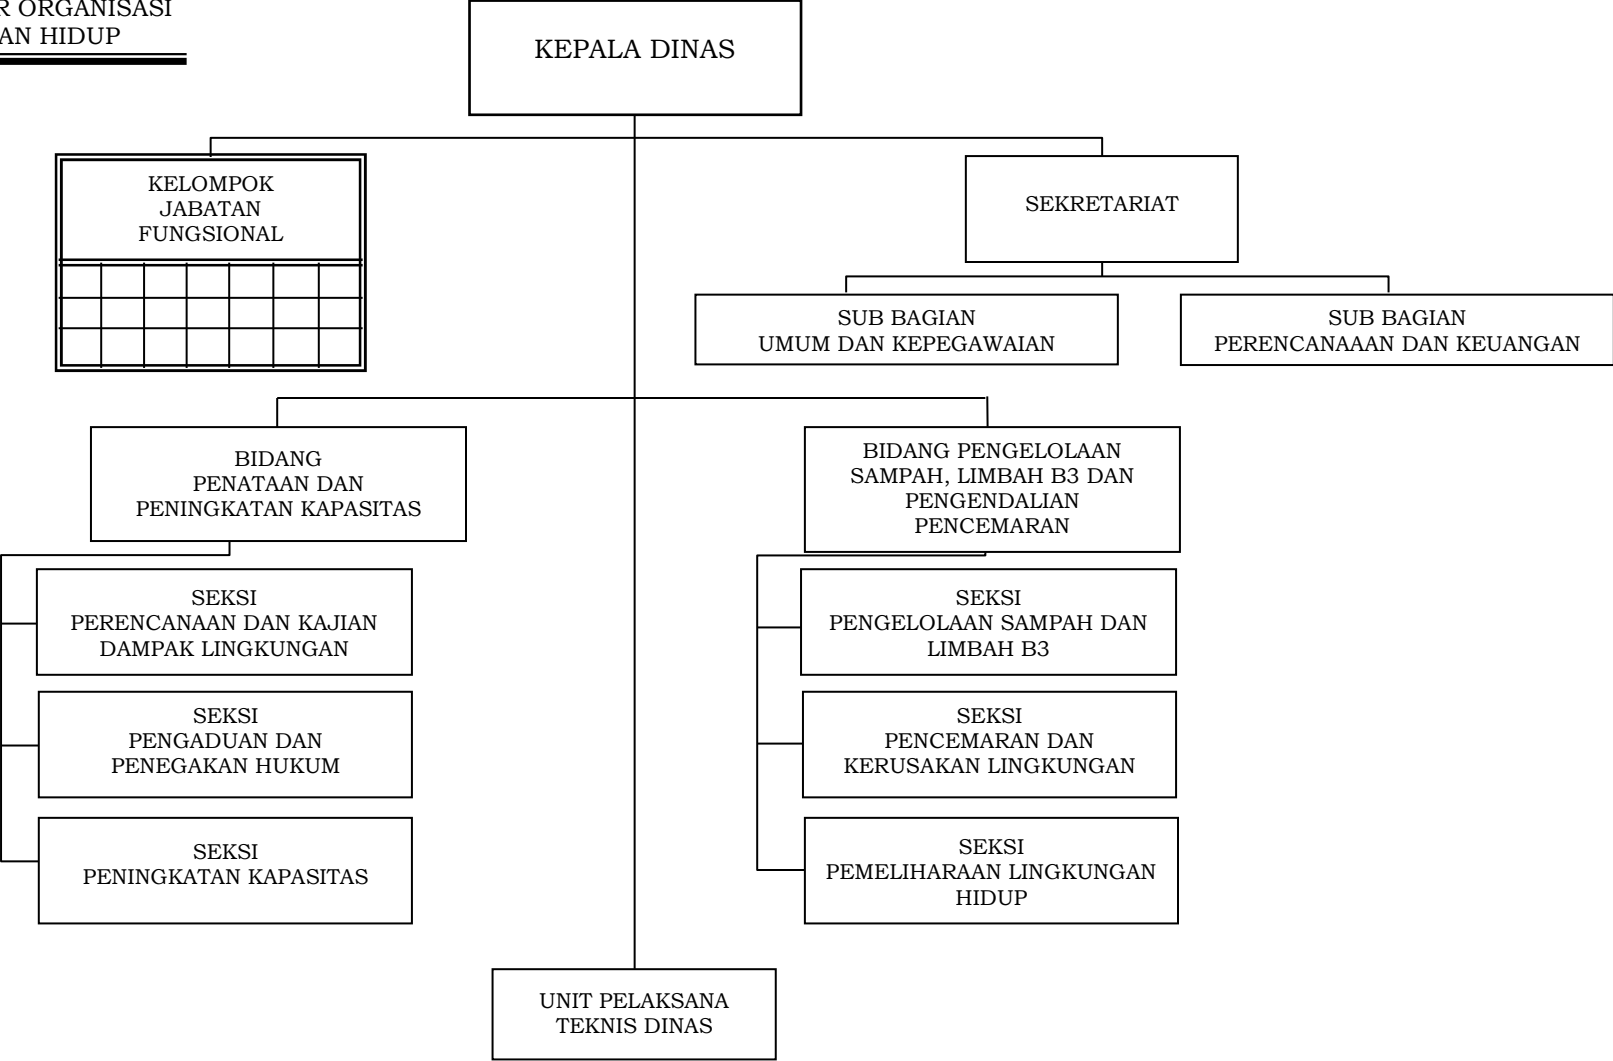 R ORGANISASI
AN HIDUP
KEPALA DINAS
KELOMPOK
JABATAN
FUNGSIONAL
SEKRETARIAT
SUB BAGIAN
UMUM DAN KEPEGAWAIAN
SUB BAGIAN
PERENCANAAAN DAN KEUANGAN
BIDANG
PENATAAN DAN
PENINGKATAN KAPASITAS
BIDANG PENGELOLAAN
SAMPAH, LIMBAH B3 DAN
PENGENDALIAN
PENCEMARAN
SEKSI
PERENCANAAN DAN KAJIAN
DAMPAK LINGKUNGAN
SEKSI
PENGADUAN DAN
PENEGAKAN HUKUM
SEKSI
PENINGKATAN KAPASITAS
SEKSI
PENGELOLAAN SAMPAH DAN
LIMBAH B3
SEKSI
PENCEMARAN DAN
KERUSAKAN LINGKUNGAN
SEKSI
PEMELIHARAAN LINGKUNGAN
HIDUP
UNIT PELAKSANA
TEKNIS DINAS